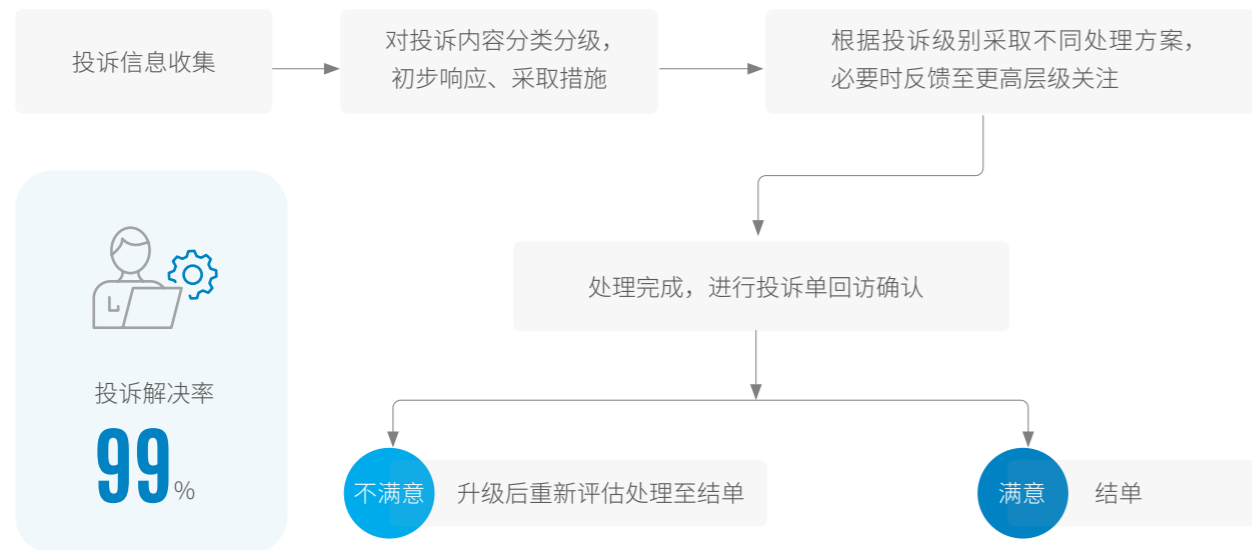 投诉信息收集
对投诉内容分类分级，
初步响应、采取措施
根据投诉级别采取不同处理方案，
必要时反馈至更高层级关注
处理完成，进行投诉单回访确认
投诉解决率
99%
不满意
升级后重新评估处理至结单
满意
结单